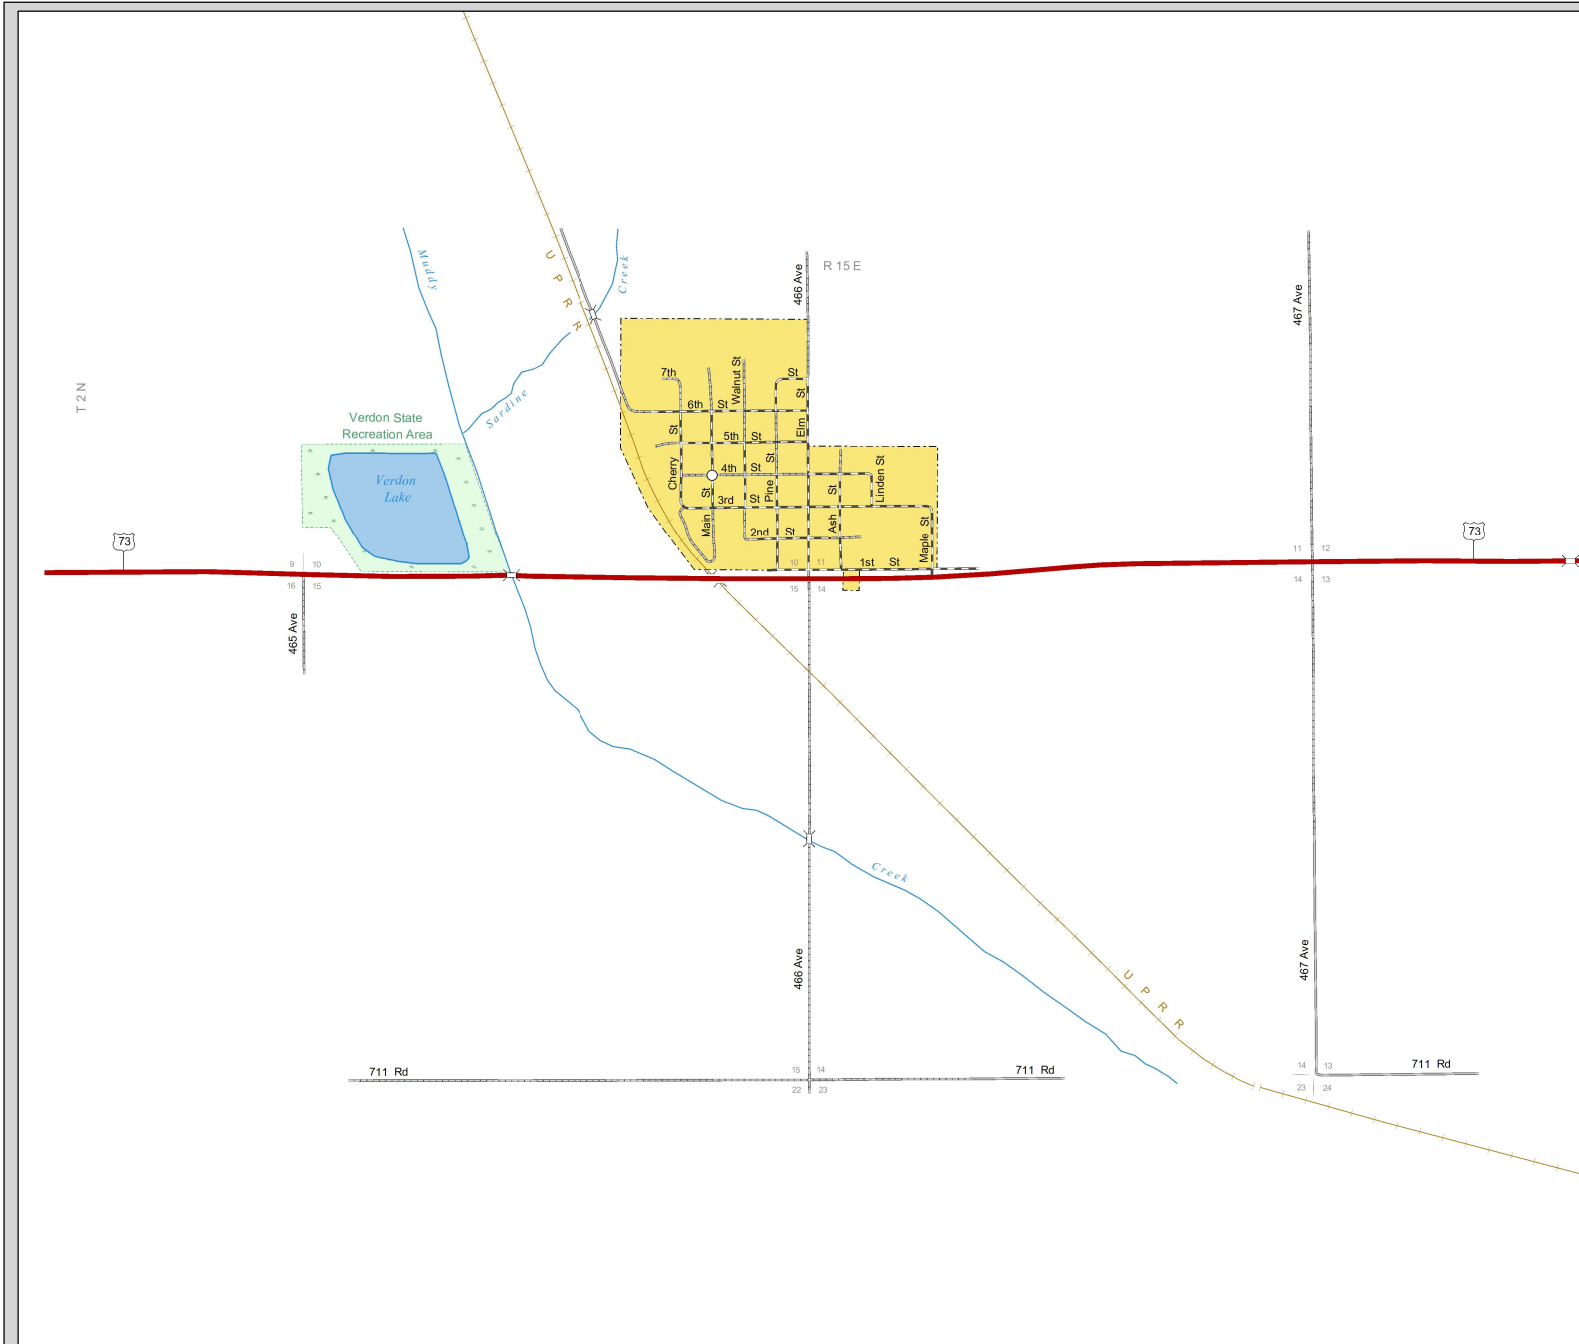 Muddy
U P R R
Creek
466 Ave
R 15 E
467 Ave
T 2 N
7th St
Walnut St
6th St
Elm St
Verdon State
Recreation Area
Sardine
Cherry St
5th St
4th St
Pine St
Linden St
Verdon
Lake
3rd St
Main St
Ash St
Maple St
2nd St
1st St
73
73
9 10
16 15
10 11
15 14
11 12
14 13
465 Ave
Creek
466 Ave
467 Ave
U P R R
711 Rd
15 14
22 23
711 Rd
14 13
23 24
711 Rd